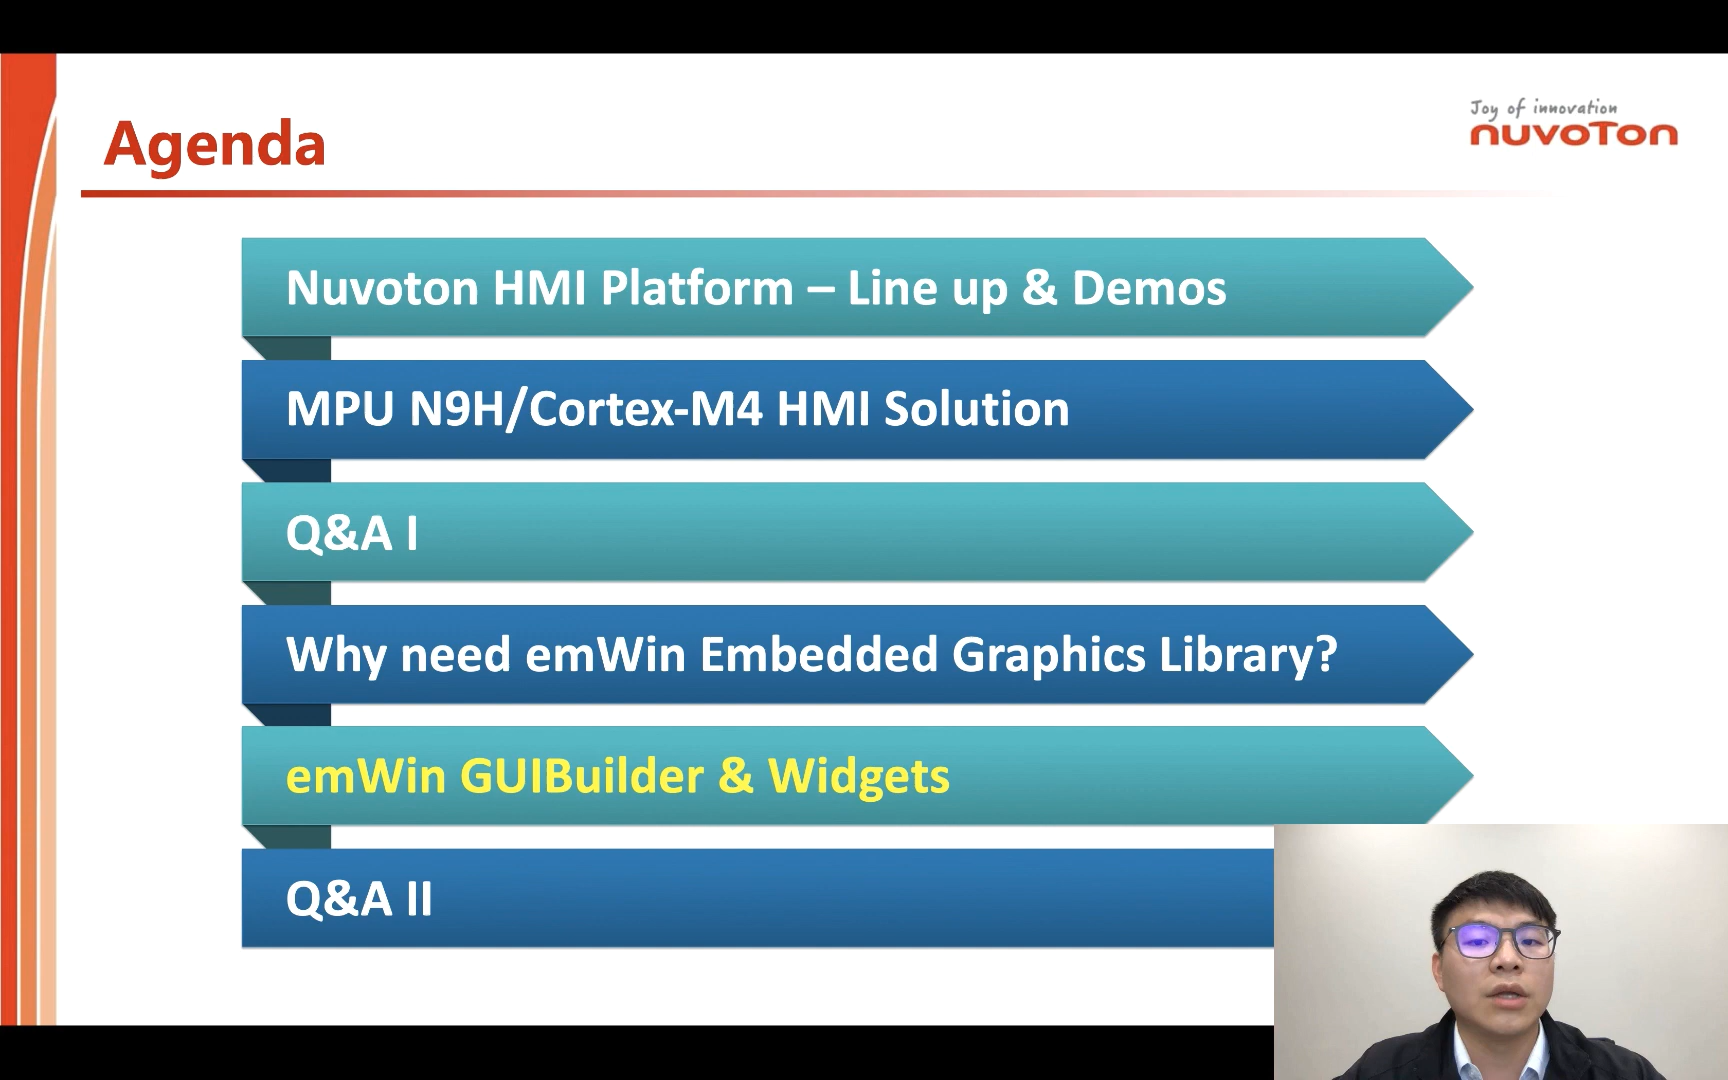 Agenda
Joy of innovation
nuvoTon
Nuvoton HMI Platform – Line up & Demos
MPU N9H/Cortex-M4 HMI Solution
Q&A I
Why need emWin Embedded Graphics Library?
emWin GUIBuilder & Widgets
Q&A II